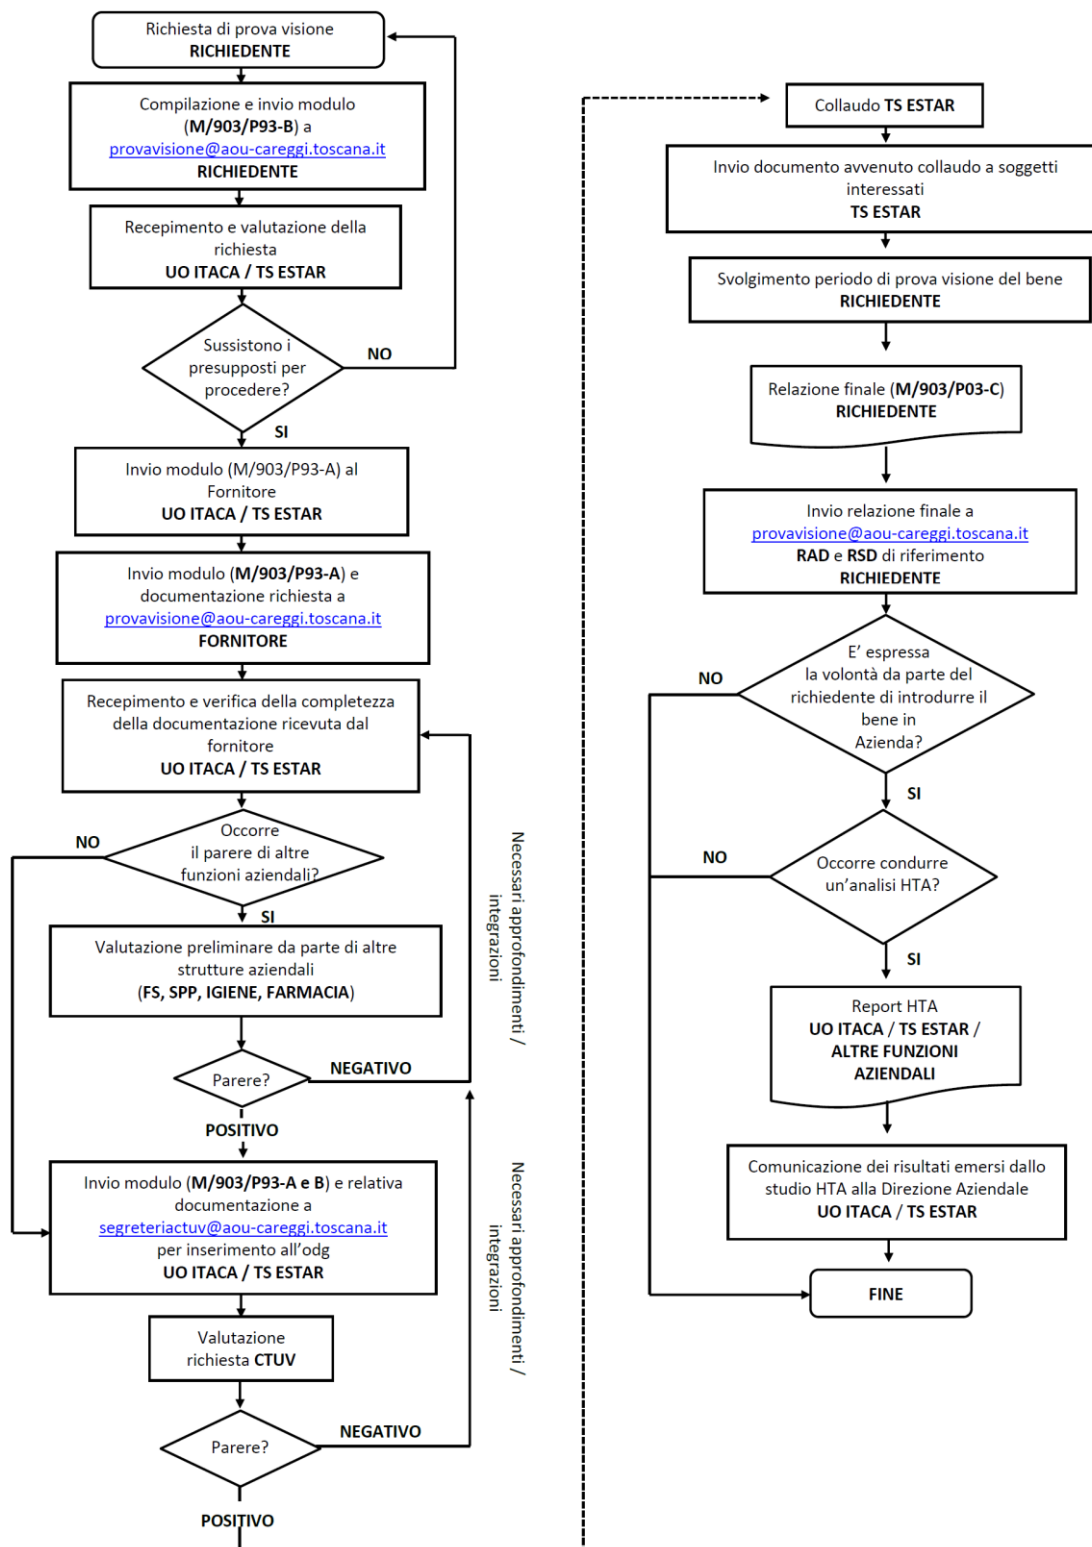 Richiesta di prova visione
RICHIEDENTE
Compilazione e invio modulo
(M/903/P93-B) a
provavisione@aou-careggi.toscana.it
RICHIEDENTE
Recepimento e valutazione della
richiesta
UO ITACA / TS ESTAR
Sussistono i
presupposti per
procedere?
NO
SI
Invio modulo (M/903/P93-A) al
Fornitore
UO ITACA / TS ESTAR
Invio modulo (M/903/P93-A) e
documentazione richiesta a
provavisione@aou-careggi.toscana.it
FORNITORE
Recepimento e verifica della completezza
della documentazione ricevuta dal
fornitore
UO ITACA / TS ESTAR
Occorre
il parere di altre
funzioni aziendali?
NO
SI
Valutazione preliminare da parte di altre
strutture aziendali
(FS, SPP, IGIENE, FARMACIA)
Parere?
NEGATIVO
Necessari approfondimenti /
integrazioni
POSITIVO
Invio modulo (M/903/P93-A e B) e relativa
documentazione a
segreteriactuv@aou-careggi.toscana.it
per inserimento all'odg
UO ITACA / TS ESTAR
Valutazione
richiesta CTUV
Parere?
NEGATIVO
Necessari approfondimenti /
integrazioni
POSITIVO
Collaudo TS ESTAR
Invio documento avvenuto collaudo a soggetti
interessati
TS ESTAR
Svolgimento periodo di prova visione del bene
RICHIEDENTE
Relazione finale (M/903/P03-C)
RICHIEDENTE
Invio relazione finale a
provavisione@aou-careggi.toscana.it
RAD e RSD di riferimento
RICHIEDENTE
E' espressa
la volontà da parte del
richiedente di introdurre il
bene in
Azienda?
NO
SI
Occorre condurre
un'analisi HTA?
NO
SI
Report HTA
UO ITACA / TS ESTAR /
ALTRE FUNZIONI
AZIENDALI
Comunicazione dei risultati emersi dallo
studio HTA alla Direzione Aziendale
UO ITACA / TS ESTAR
FINE